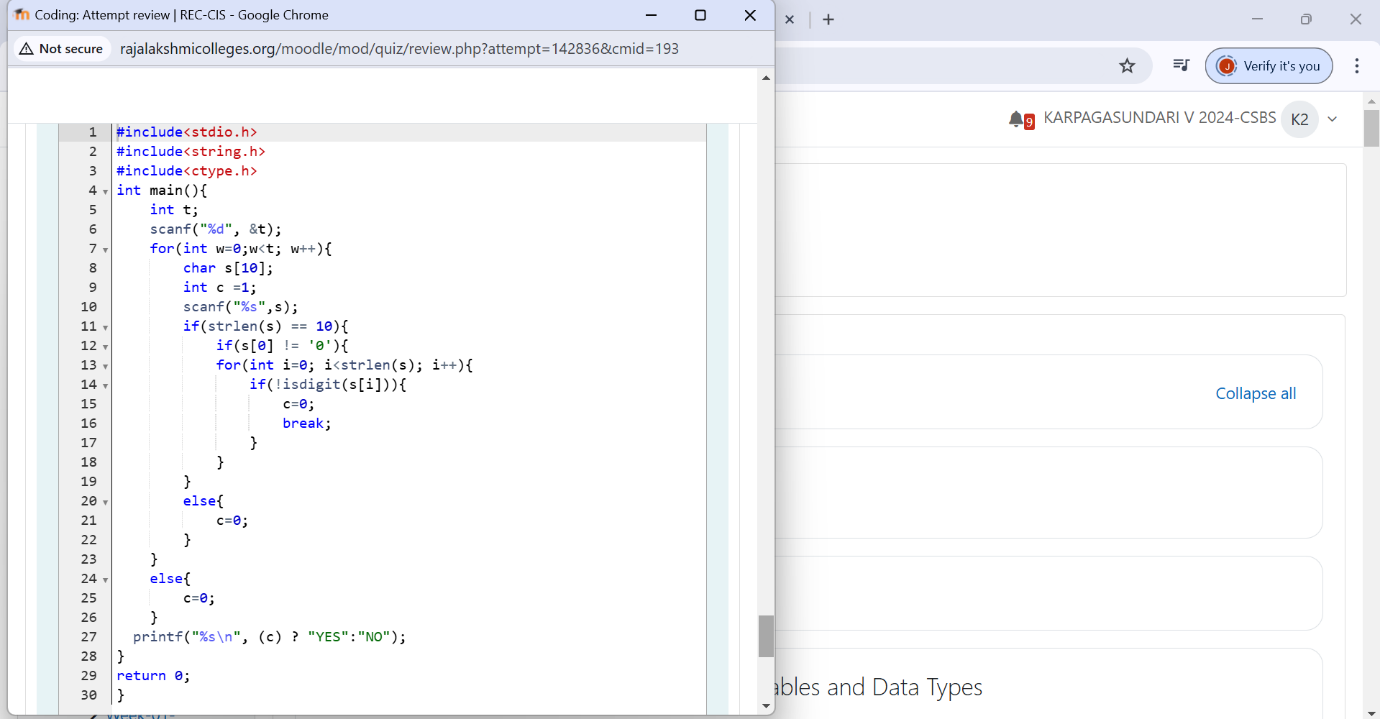 Coding: Attempt review | REC-CIS - Google Chrome
Not secure rajalakshmicolleges.org/moodle/mod/quiz/review.php?attempt=142836&cmid=193
Verify it's you
9 KARPAGASUNDARI V 2024-CSBS K2
1 #include<stdio.h>
2 #include<string.h>
3 #include<ctype.h>
4 int main(){
5 int t;
6 scanf("%d", &t);
7 for(int w=0;w<t; w++){
8 char s[10];
9 int c =1;
10 scanf("%s",s);
11 if(strlen(s) == 10){
12 if(s[0] != '0'){
13 for(int i=0; i<strlen(s); i++){
14 if(!isdigit(s[i])){
15 c=0;
16 break;
17 }
18 }
19 }
20 else{
21 c=0;
22 }
23 }
24 else{
25 c=0;
26 }
27 printf("%s\n", (c) ? "YES":"NO");
28 }
29 return 0;
30 }
Collapse all
ables and Data Types